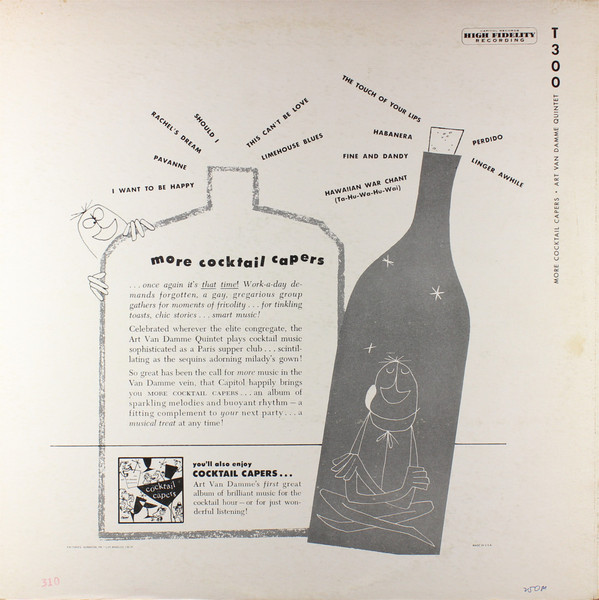 CAPITOL RECORDS
HIGH FIDELITY
RECORDING
T300
MORE COCKTAIL CAPERS • ART VAN DAMME QUINTET
I WANT TO BE HAPPY
PAVANNE
RACHEL'S DREAM
SHOULD I
THIS CAN'T BE LOVE
LIMEHOUSE BLUES
THE TOUCH OF YOUR LIPS
HABANERA
FINE AND DANDY
HAWAIIAN WAR CHANT
(Ta-Hu-Wa-Hu-Wai)
PERDIDO
LINGER AWHILE
more cocktail capers
. . . once again it's that time! Work-a-day de-
mands forgotten, a gay, gregarious group
gathers for moments of frivolity . . . for tinkling
toasts, chic stories . . . smart music!
Celebrated wherever the elite congregate, the
Art Van Damme Quintet plays cocktail music
sophisticated as a Paris supper club . . . scintil-
lating as the sequins adorning milady's gown!
So great has been the call for more music in the
Van Damme vein, that Capitol happily brings
you MORE COCKTAIL CAPERS . . . an album of
sparkling melodies and buoyant rhythm — a
fitting complement to your next party . . . a
musical treat at any time!
cocktail
capers
you'll also enjoy
COCKTAIL CAPERS . . .
Art Van Damme's first great
album of brilliant music for the
cocktail hour — or for just won-
derful listening!
MADE IN U.S.A.
310